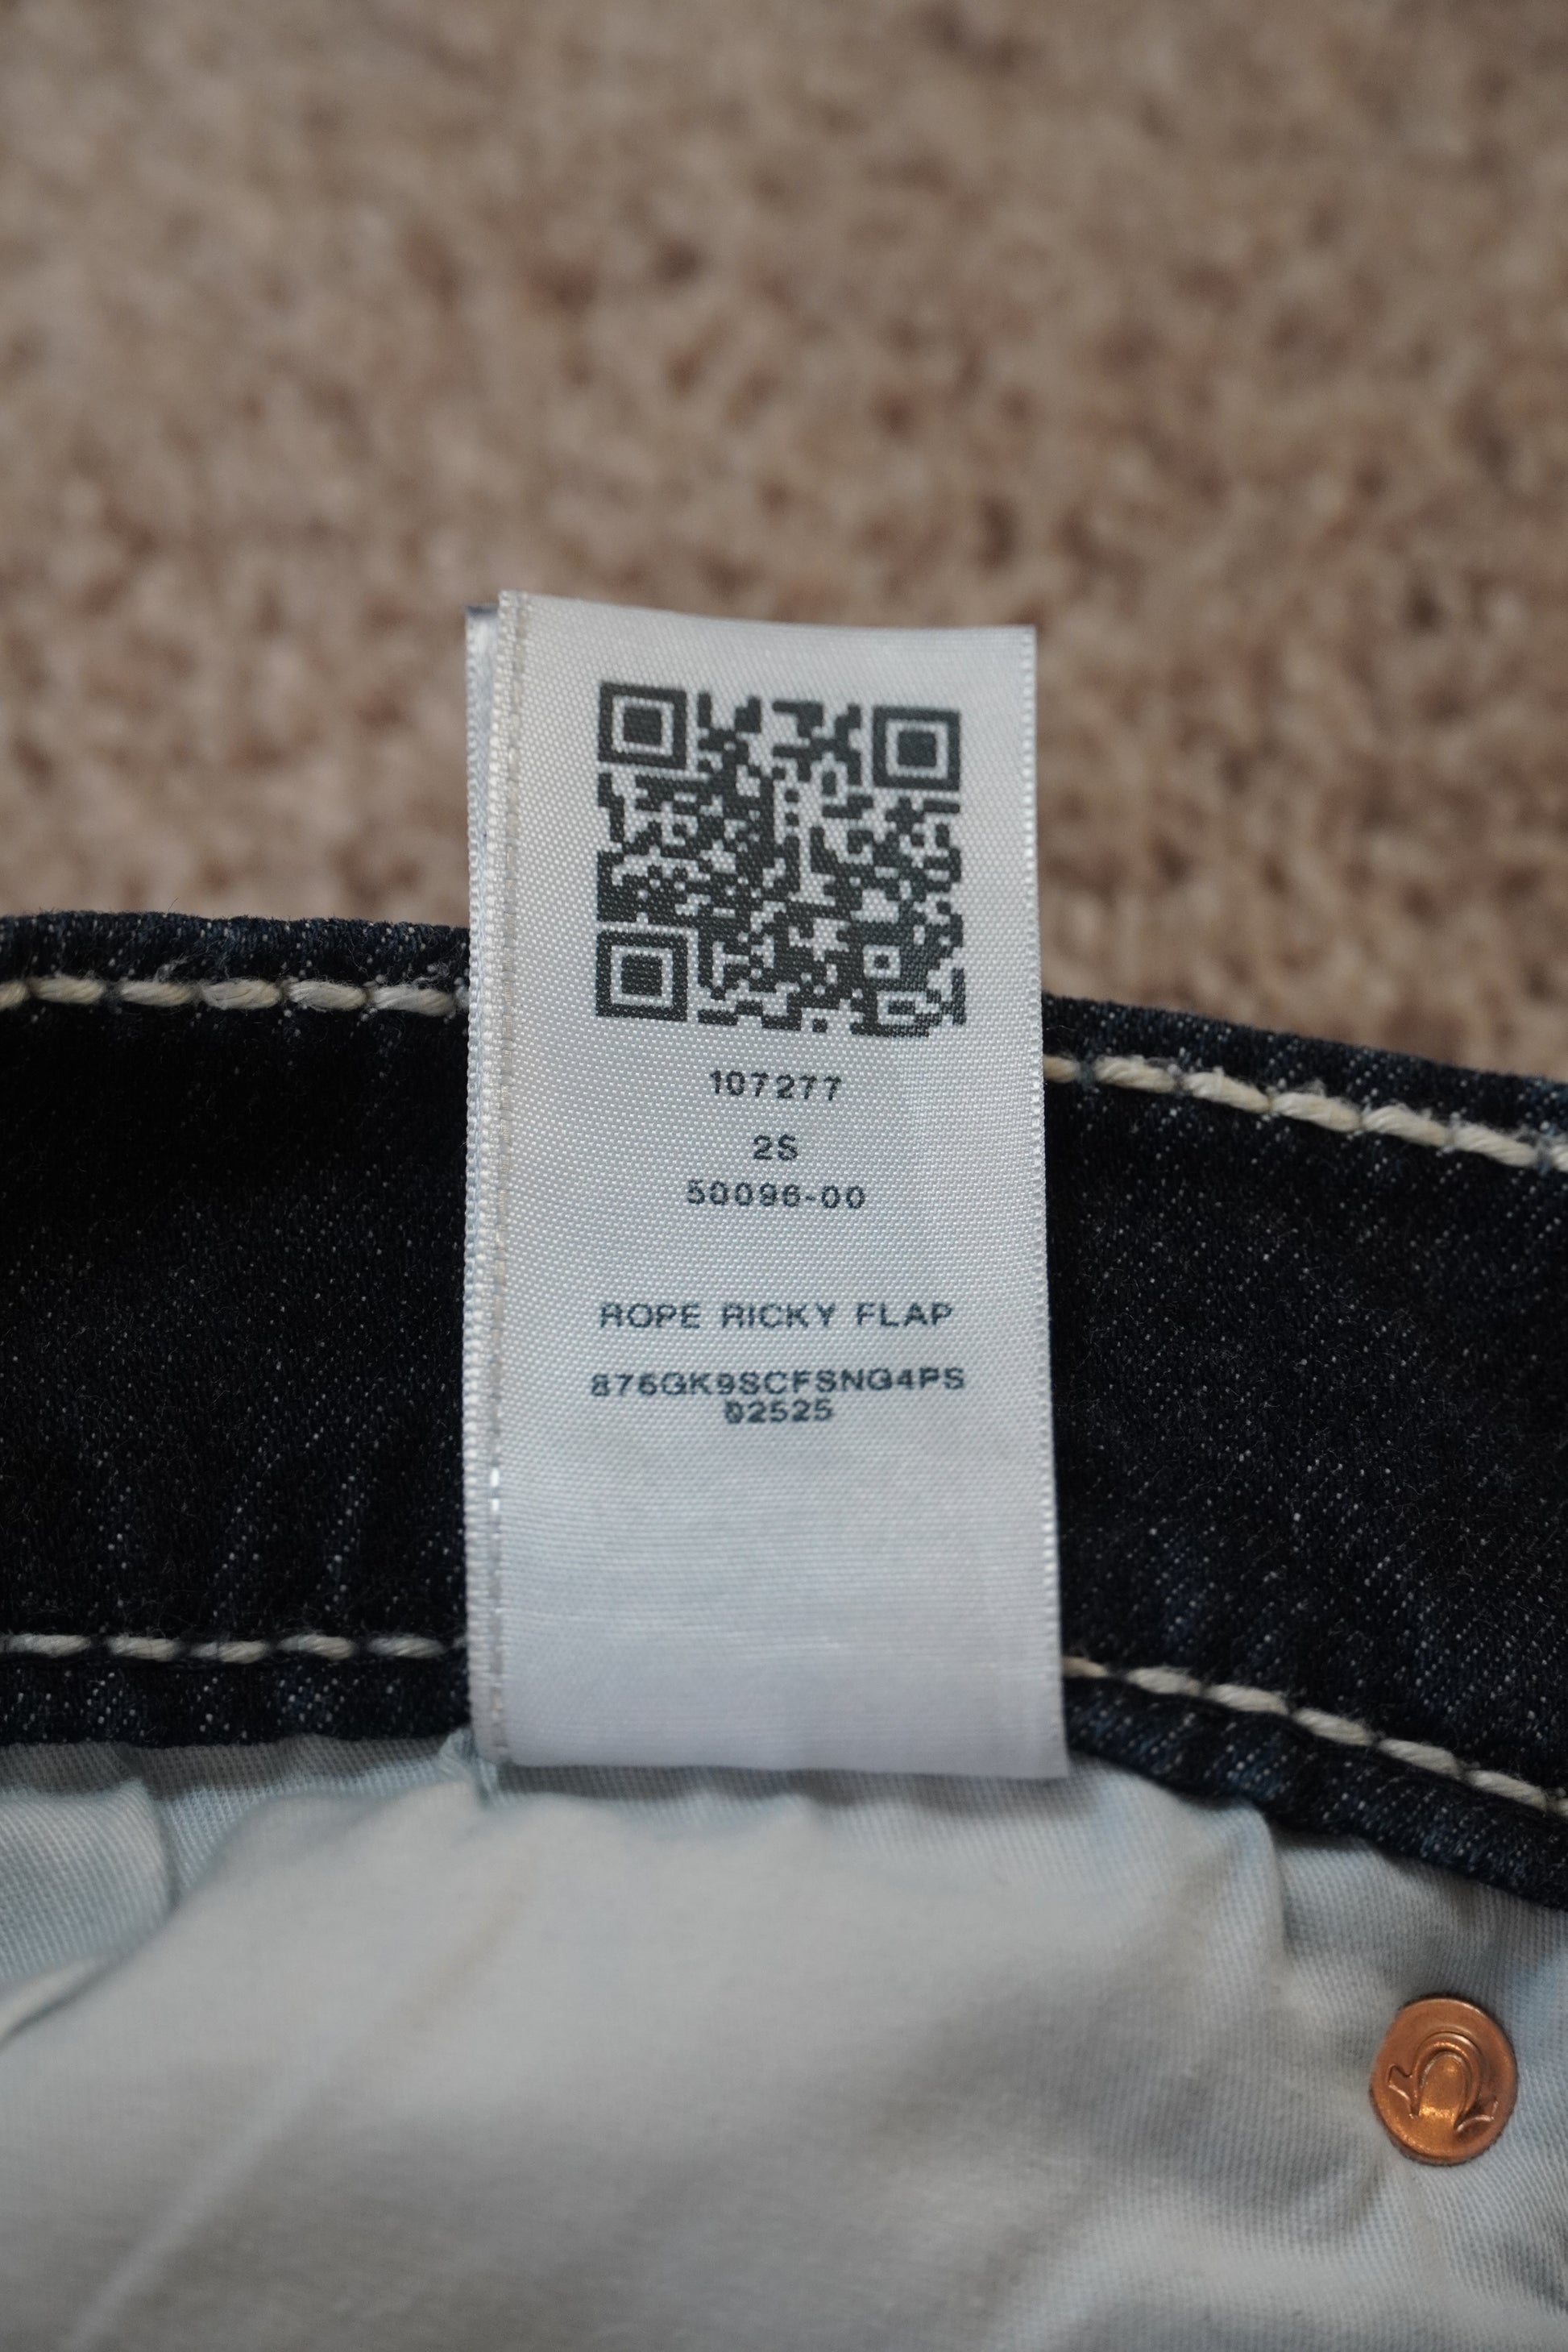 107277
2S
50096-00
ROPE RICKY FLAP
876GK9SCFSNG4PS
02525